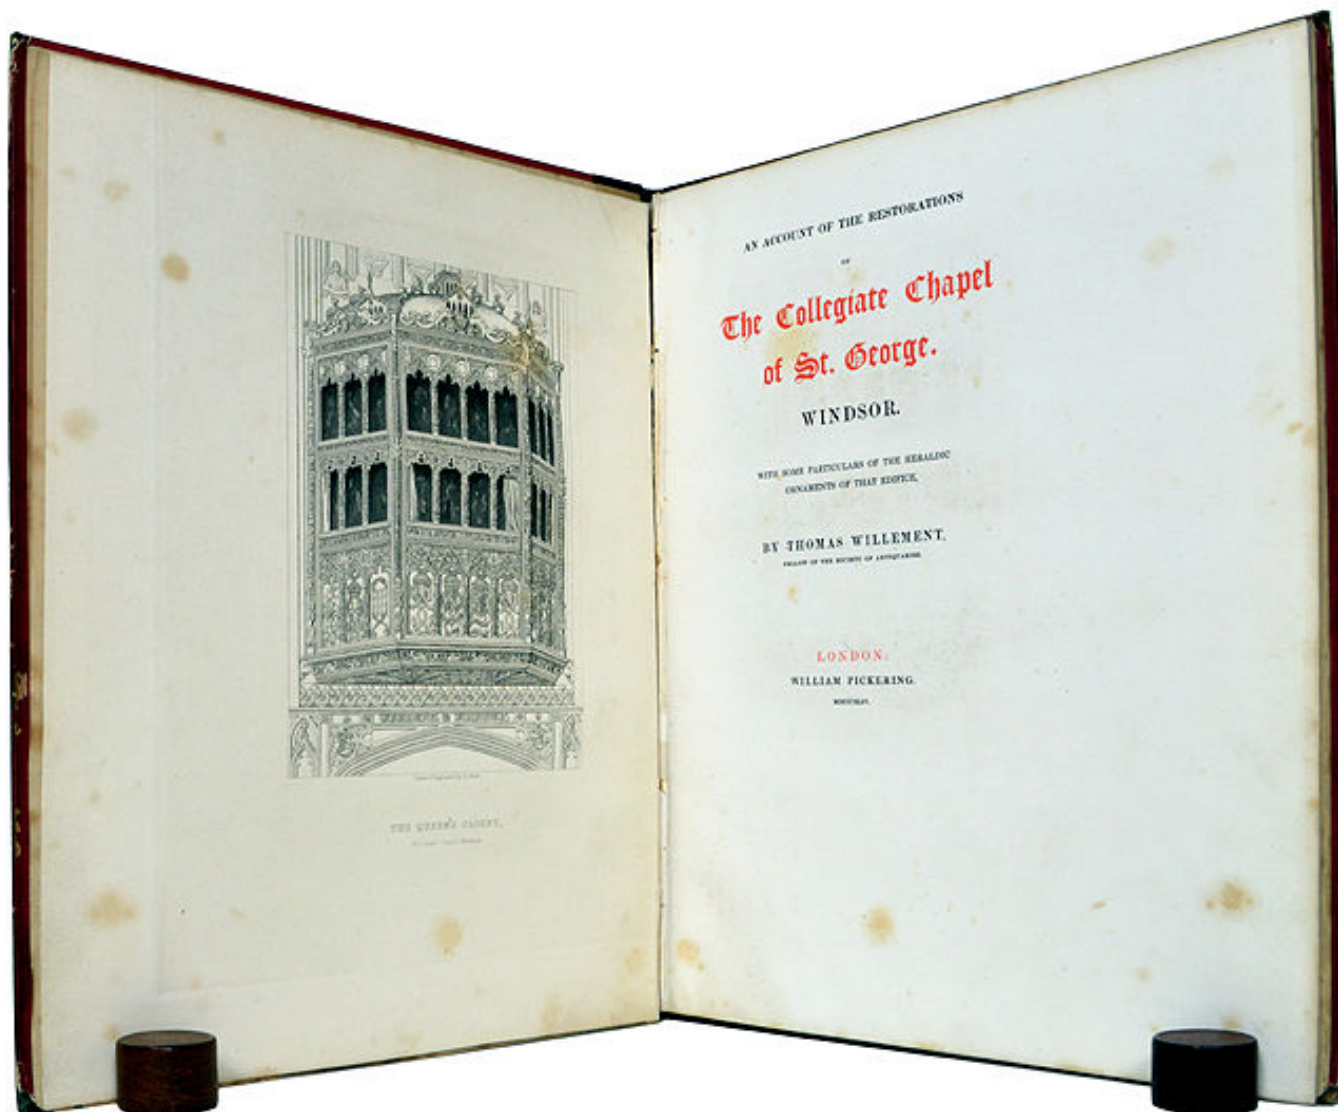 THE QUEEN'S CLOSET,
AN ACCOUNT OF THE RESTORATIONS
OF
The Collegiate Chapel
of St. George.
WINDSOR.
WITH SOME PARTICULARS OF THE HERALDIC
ORNAMENTS OF THAT EDIFICE,
BY THOMAS WILLEMENT,
FELLOW OF THE SOCIETY OF ANTIQUARIES.
LONDON:
WILLIAM PICKERING.